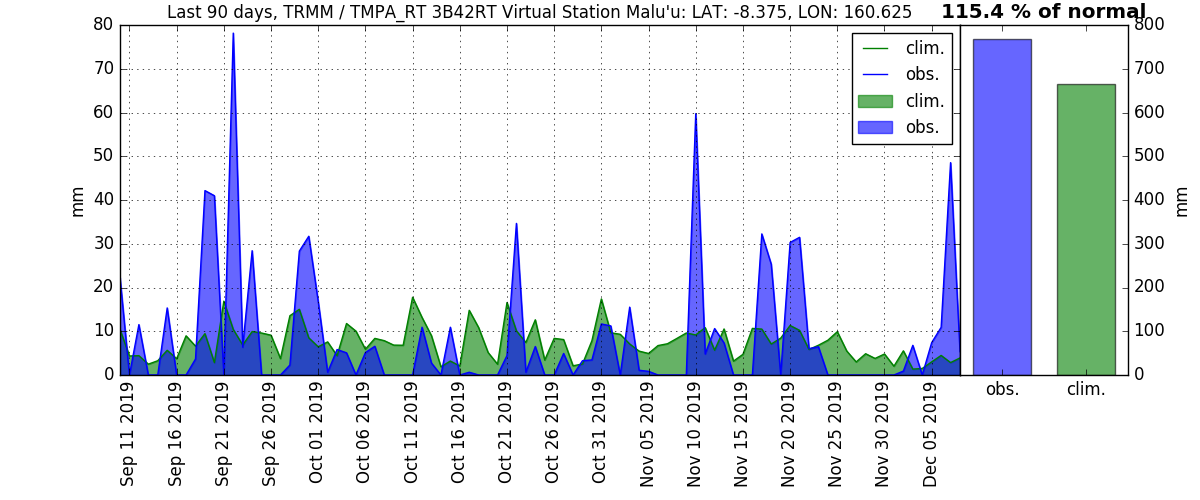 Last 90 days, TRMM / TMPA_RT 3B42RT Virtual Station Malu'u: LAT: -8.375, LON: 160.625
115.4 % of normal
80
70
60
50
40
30
20
10
0
mm
clim.
obs.
clim.
obs.
Sep 11 2019
Sep 16 2019
Sep 21 2019
Sep 26 2019
Oct 01 2019
Oct 06 2019
Oct 11 2019
Oct 16 2019
Oct 21 2019
Oct 26 2019
Oct 31 2019
Nov 05 2019
Nov 10 2019
Nov 15 2019
Nov 20 2019
Nov 25 2019
Nov 30 2019
Dec 05 2019
800
700
600
500
400
300
200
100
0
mm
obs.
clim.